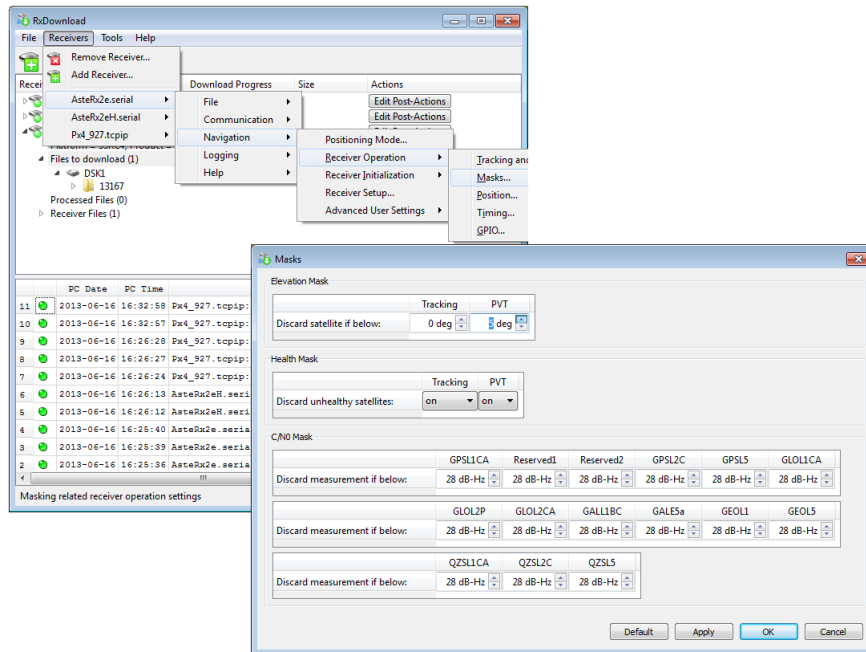 RxDownload
File Receivers Tools Help
Remove Receiver...
Add Receiver...
Recei Download Progress Size Actions
AsteRx2e.serial File Edit Post-Actions
AsteRx2eH.serial Communication Edit Post-Actions
Px4_927.tcpip Navigation Positioning Mode...
Files to download (1) Logging Receiver Operation Tracking and
DSK1 Help Receiver Initialization Masks...
13167 Receiver Setup... Position...
Processed Files (0) Advanced User Settings Timing...
Receiver Files (1) GPIO...
PC Date PC Time
11 2013-06-16 16:32:58 Px4_927.tcpip:
10 2013-06-16 16:32:57 Px4_927.tcpip:
9 2013-06-16 16:26:28 Px4_927.tcpip:
8 2013-06-16 16:26:27 Px4_927.tcpip:
7 2013-06-16 16:26:24 Px4_927.tcpip:
6 2013-06-16 16:26:13 AsteRx2eH.seri
5 2013-06-16 16:26:12 AsteRx2eH.seri
4 2013-06-16 16:25:40 AsteRx2e.serial
3 2013-06-16 16:25:39 AsteRx2e.serial
2 2013-06-16 16:25:36 AsteRx2e.serial
Masking related receiver operation settings
Masks
Elevation Mask
Tracking PVT
Discard satellite if below: 0 deg 5 deg
Health Mask
Tracking PVT
Discard unhealthy satellites: on on
C/N0 Mask
GPSL1CA Reserved1 Reserved2 GPSL2C GPSL5 GLOL1CA
Discard measurement if below: 28 dB-Hz 28 dB-Hz 28 dB-Hz 28 dB-Hz 28 dB-Hz 28 dB-Hz
GLOL2P GLOL2CA GALL1BC GALE5a GEOL1 GEOL5
Discard measurement if below: 28 dB-Hz 28 dB-Hz 28 dB-Hz 28 dB-Hz 28 dB-Hz 28 dB-Hz
QZSL1CA QZSL2C QZSL5
Discard measurement if below: 28 dB-Hz 28 dB-Hz 28 dB-Hz
Default Apply OK Cancel